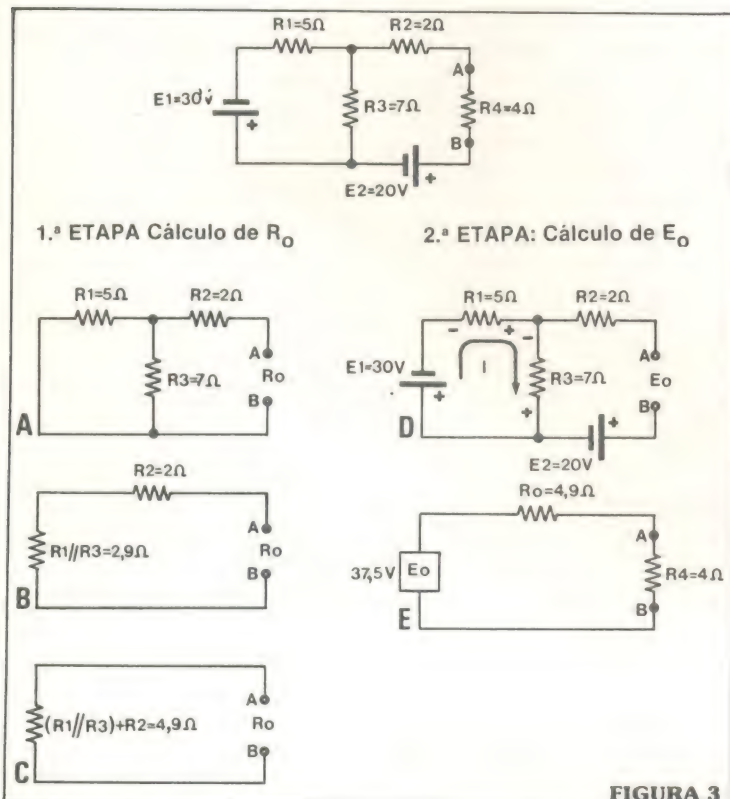 R1=5Ω
R2=2Ω
A
E1=30V
+
R3=7Ω
R4=4Ω
B
E2=20V
+
1.ª ETAPA Cálculo de Ro
2.ª ETAPA: Cálculo de Eo
R1=5Ω
R2=2Ω
A
R3=7Ω
Ro
B
A
R2=2Ω
A
R1//R3=2,9Ω
Ro
B
B
A
(R1//R3)+R2=4,9Ω
Ro
B
C
R1=5Ω
R2=2Ω
- + -
A
E1=30V
I
R3=7Ω
Eo
+
+
B
D
+
E2=20V
Ro=4,9Ω
A
37,5V
Eo
R4=4Ω
B
E
FIGURA 3